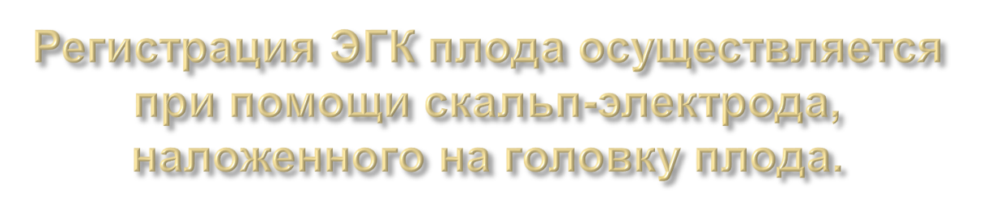 Регистрация ЭГК плода осуществляется
при помощи скальп-электрода,
наложенного на головку плода.